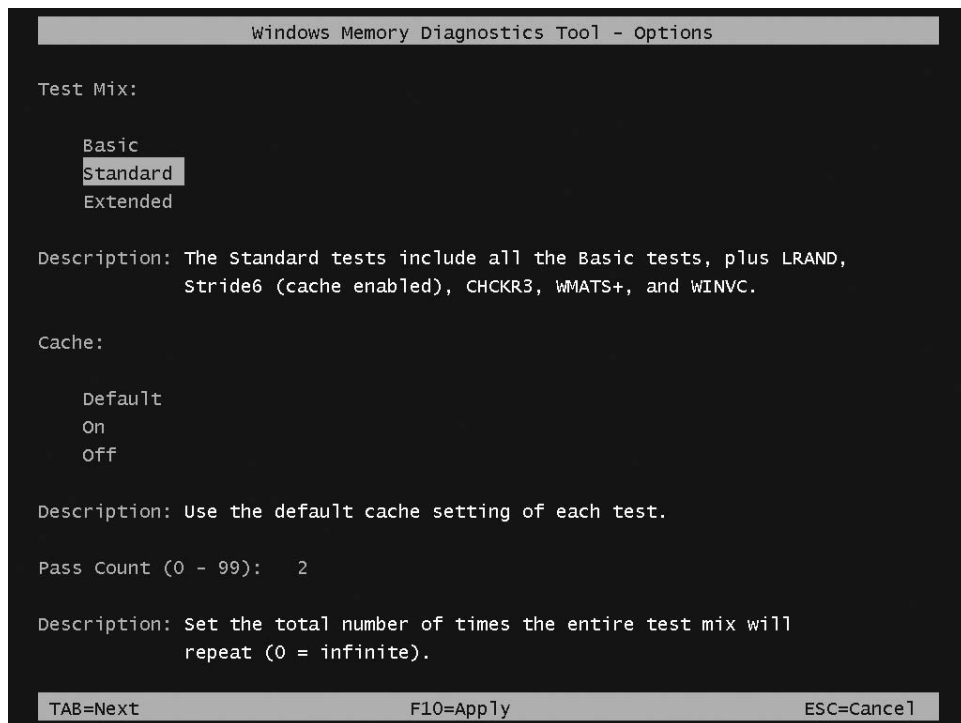 Windows Memory Diagnostics Tool - Options
Test Mix:
Basic
Standard
Extended
Description: The Standard tests include all the Basic tests, plus LRAND,
Stride6 (cache enabled), CHCKR3, WMATS+, and WINVC.
Cache:
Default
On
Off
Description: Use the default cache setting of each test.
Pass Count (0 - 99): 2
Description: Set the total number of times the entire test mix will
repeat (0 = infinite).
TAB=Next F10=Apply ESC=Cancel